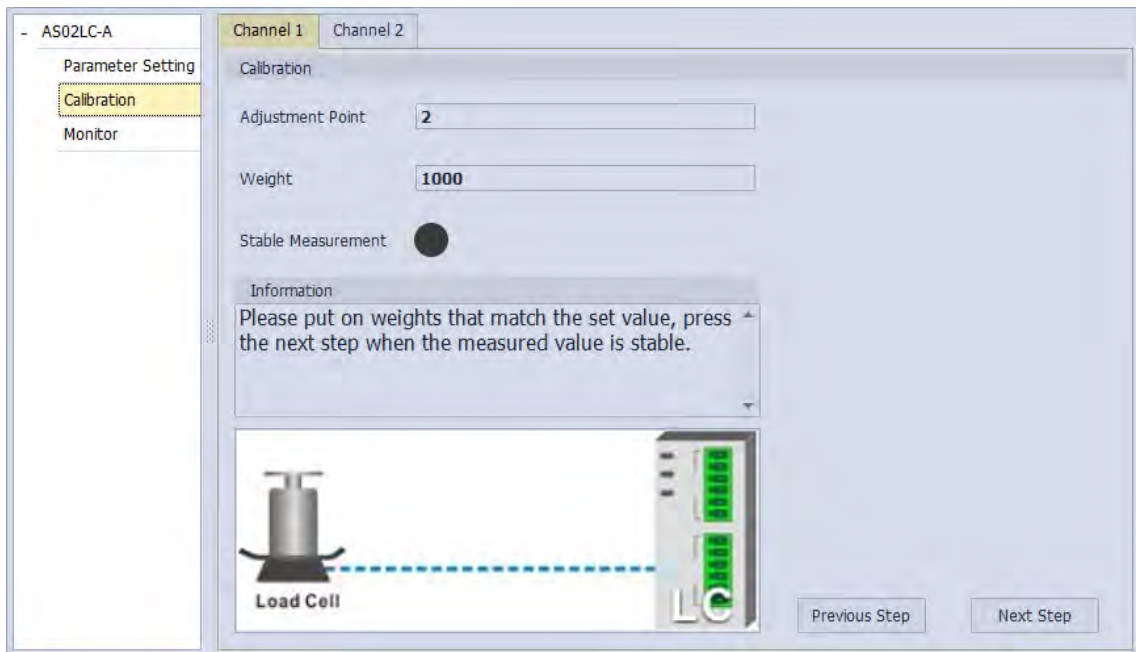 - AS02LC-A
Parameter Setting
Calibration
Monitor
Channel 1 Channel 2
Calibration
Adjustment Point 2
Weight 1000
Stable Measurement
Information
Please put on weights that match the set value, press
the next step when the measured value is stable.
Load Cell
LC
Previous Step Next Step